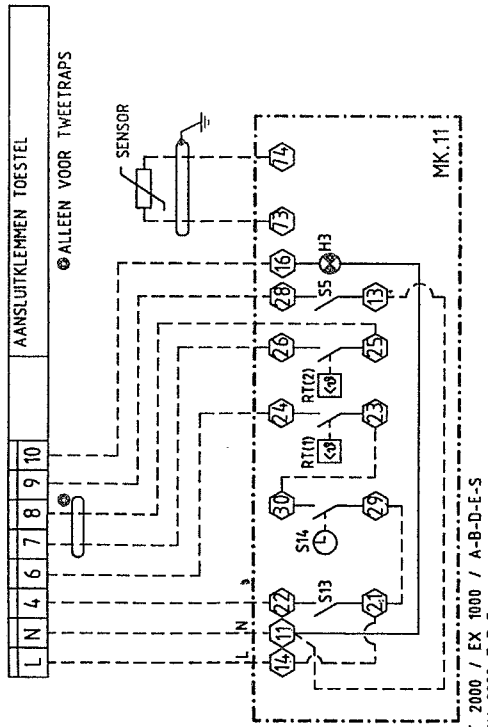 AANSLUITKLEMMEN TOESTEL
L N 4 6 7 8 9 10
ALLEEN VOOR TWEETRAPS
SENSOR
L N
14 11 22 30 24 26 28 16 73 74
S13
S14
RT(1)
RT(2)
S5
H3
21 29 23 25 13
MK.11
2000 / EX 1000 / A-B-D-E-S